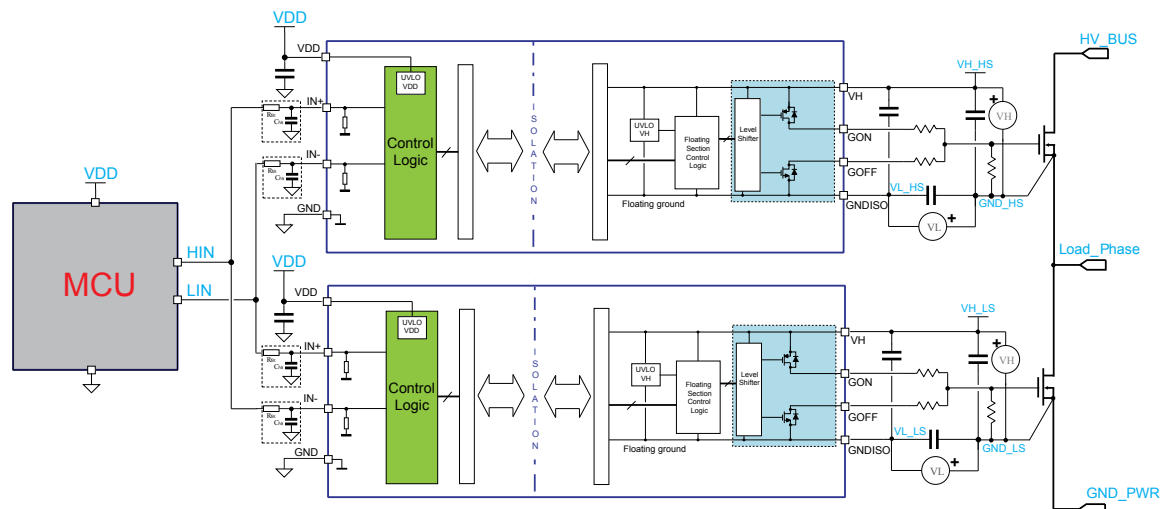 VDD
VDD
IN+
IN-
GND
RIN
CIN
RIN
CIN
UVLO
VDD
Control
Logic
ISOLATION
UVLO
VH
Floating
Section
Control
Logic
Level
Shifter
Floating ground
VH
GON
GOFF
GNDISO
VH_HS
VH
+
VL_HS
VL
+
GND_HS
HV_BUS
VDD
MCU
HIN
LIN
Load_Phase
VDD
VDD
IN+
IN-
GND
RIN
CIN
RIN
CIN
UVLO
VDD
Control
Logic
ISOLATION
UVLO
VH
Floating
Section
Control
Logic
Level
Shifter
Floating ground
VH
GON
GOFF
GNDISO
VH_LS
VH
+
VL_LS
VL
+
GND_LS
GND_PWR